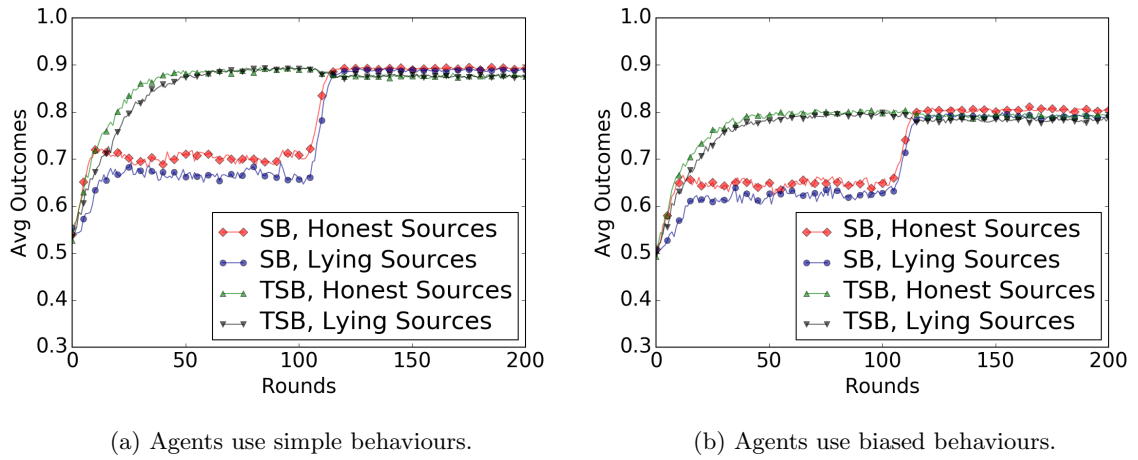 1.0
0.9
0.8
0.7
0.6
0.5
0.4
0.3
Avg Outcomes
0
50
100
150
200
Rounds
SB, Honest Sources
SB, Lying Sources
TSB, Honest Sources
TSB, Lying Sources
(a) Agents use simple behaviours.
1.0
0.9
0.8
0.7
0.6
0.5
0.4
0.3
Avg Outcomes
0
50
100
150
200
Rounds
SB, Honest Sources
SB, Lying Sources
TSB, Honest Sources
TSB, Lying Sources
(b) Agents use biased behaviours.